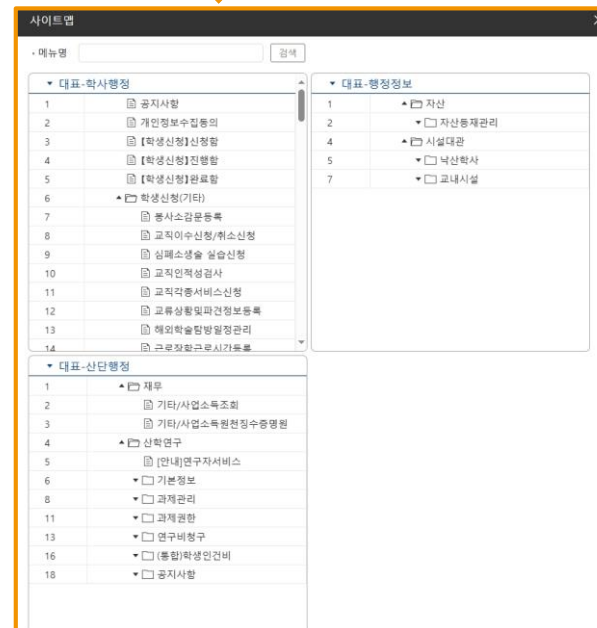 사이트맵
메뉴명
검색
대표-학사행정
1 공지사항
2 개인정보수집동의
3 【학생신청】신청함
4 【학생신청】진행함
5 【학생신청】완료함
6 학생신청(기타)
7 봉사소감문등록
8 교직이수신청/취소신청
9 심폐소생술 실습신청
10 교직인적성검사
11 교직각종서비스신청
12 교류상황및파견정보등록
13 해외학술탐방일정관리
14 근로장학근로시간등록
대표-행정정보
1 자산
2 자산등재관리
4 시설대관
5 낙산학사
7 교내시설
대표-산단행정
1 재무
2 기타/사업소득조회
3 기타/사업소득원천징수증명원
4 산학연구
5 [안내]연구자서비스
6 기본정보
8 과제관리
11 과제권한
13 연구비청구
16 (통합)학생인건비
18 공지사항